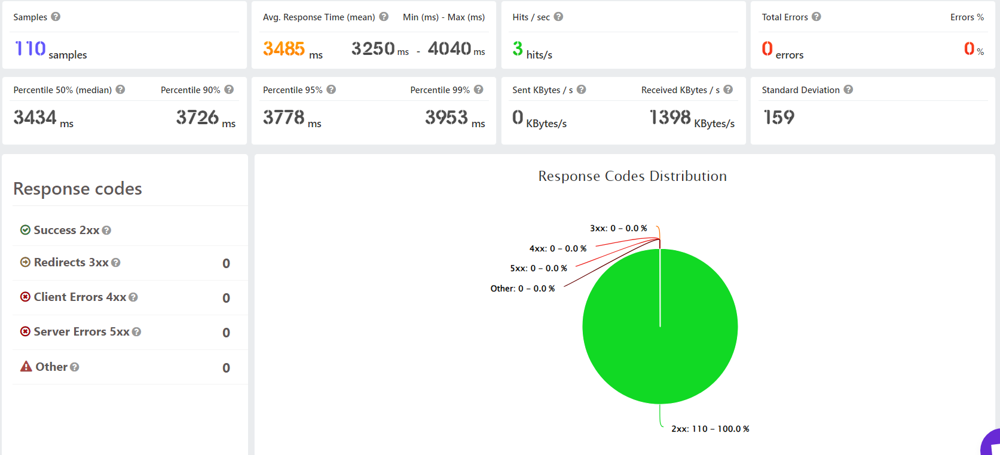 Samples
110 samples
Avg. Response Time (mean) Min (ms) - Max (ms)
3485 ms 3250 ms - 4040 ms
Hits / sec
3 hits/s
Total Errors Errors %
0 errors 0 %
Percentile 50% (median) Percentile 90%
3434 ms 3726 ms
Percentile 95% Percentile 99%
3778 ms 3953 ms
Sent KBytes / s Received KBytes / s
0 KBytes/s 1398 KBytes/s
Standard Deviation
159
Response codes
Success 2xx
Redirects 3xx 0
Client Errors 4xx 0
Server Errors 5xx 0
Other 0
Response Codes Distribution
3xx: 0 – 0.0 %
4xx: 0 – 0.0 %
5xx: 0 – 0.0 %
Other: 0 – 0.0 %
2xx: 110 – 100.0 %